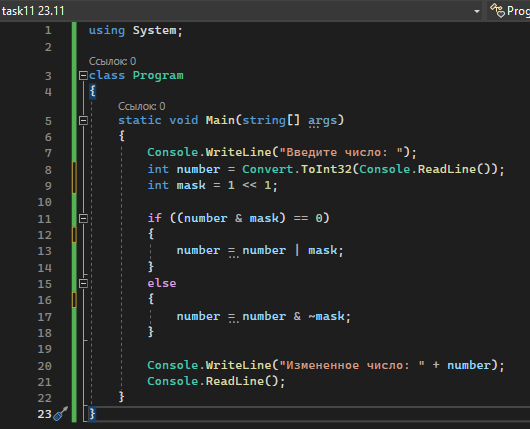 task11 23.11 Prog
1 using System;
2
Ссылок: 0
3 class Program
4 {
Ссылок: 0
5 static void Main(string[] args)
6 {
7 Console.WriteLine("Введите число: ");
8 int number = Convert.ToInt32(Console.ReadLine());
9 int mask = 1 << 1;
10
11 if ((number & mask) == 0)
12 {
13 number = number | mask;
14 }
15 else
16 {
17 number = number & ~mask;
18 }
19
20 Console.WriteLine("Измененное число: " + number);
21 Console.ReadLine();
22 }
23 }